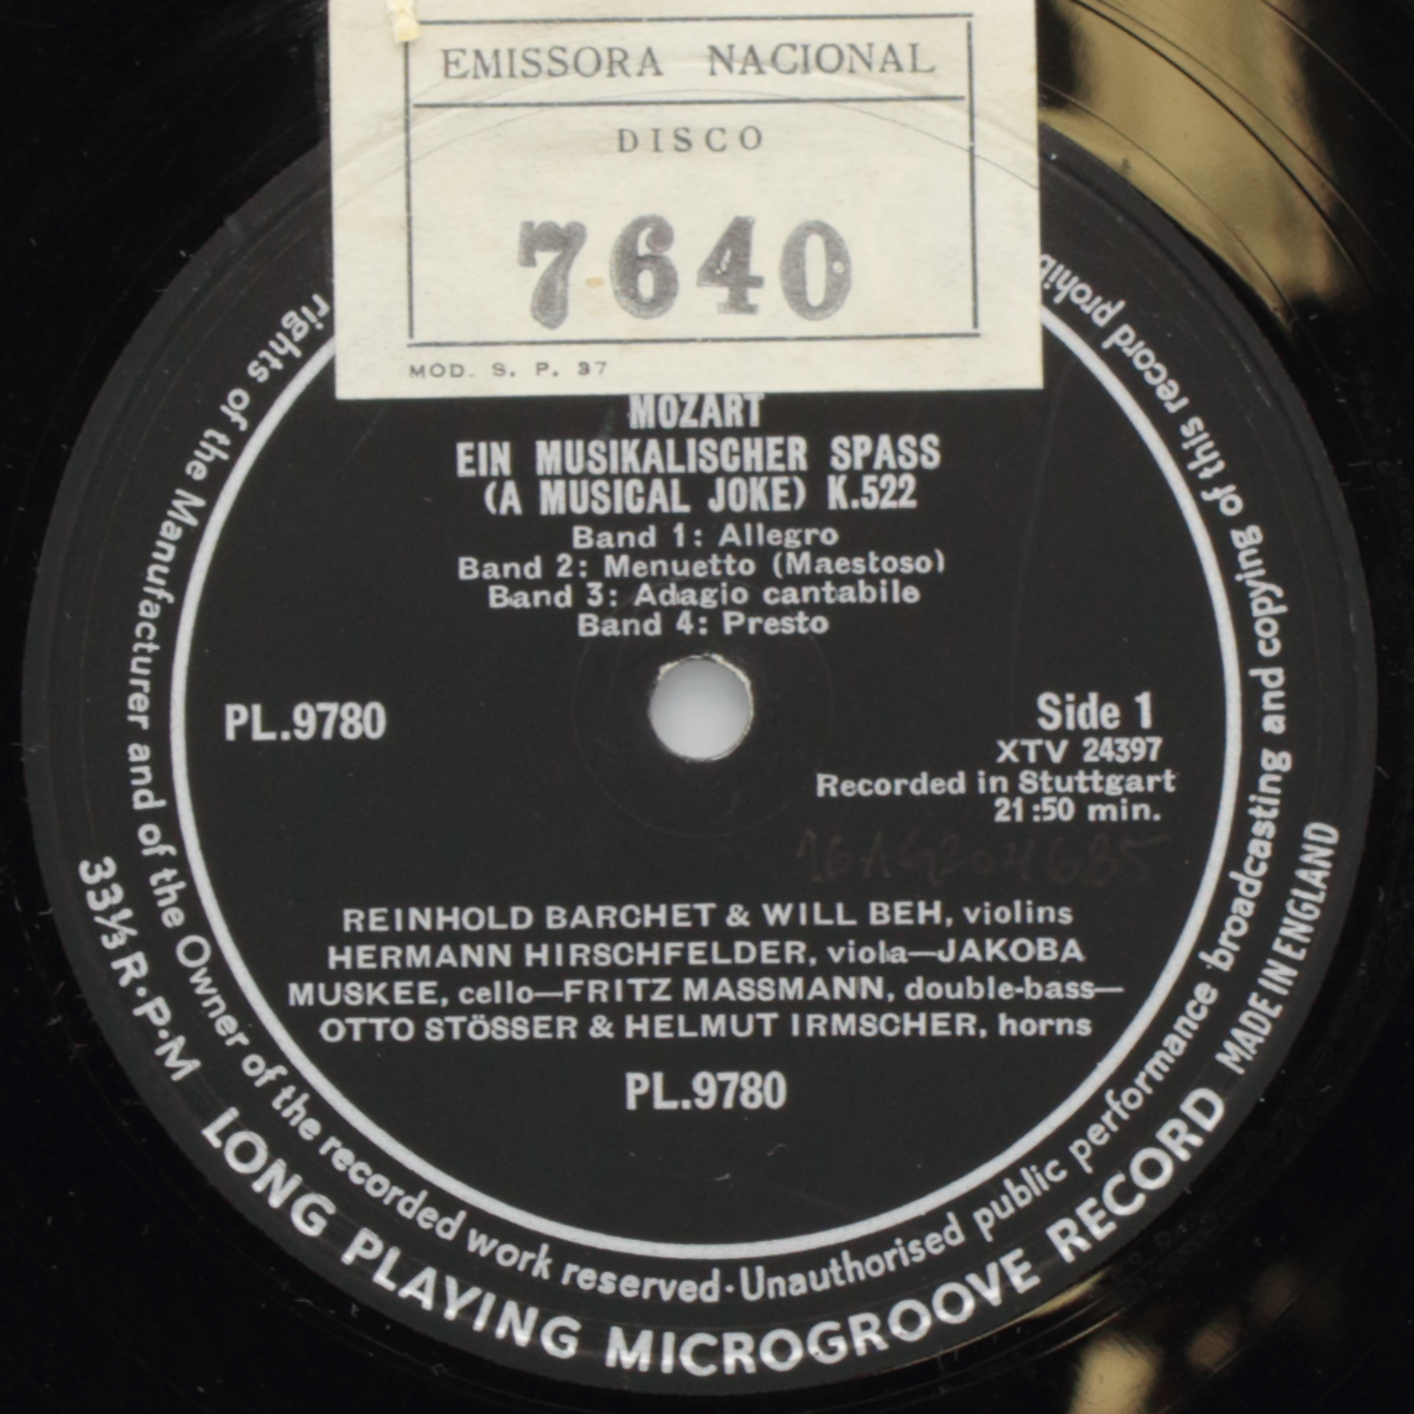 EMISSORA NACIONAL
DISCO
7640
MOD. S. P. 37
MOZART
EIN MUSIKALISCHER SPASS
(A MUSICAL JOKE) K.522
Band 1: Allegro
Band 2: Menuetto (Maestoso)
Band 3: Adagio cantabile
Band 4: Presto
PL.9780
Side 1
XTV 24397
Recorded in Stuttgart
21:50 min.
REINHOLD BARCHET & WILL BEH, violins
HERMANN HIRSCHFELDER, viola—JAKOBA
MUSKEE, cello—FRITZ MASSMANN, double-bass—
OTTO STÖSSER & HELMUT IRMSCHER, horns
PL.9780
rights of the Manufacturer and of the Owner of the recorded work reserved·Unauthorised public performance broadcasting and copying of this record
33⅓ R·P·M LONG PLAYING MICROGROOVE RECORD MADE IN ENGLAND